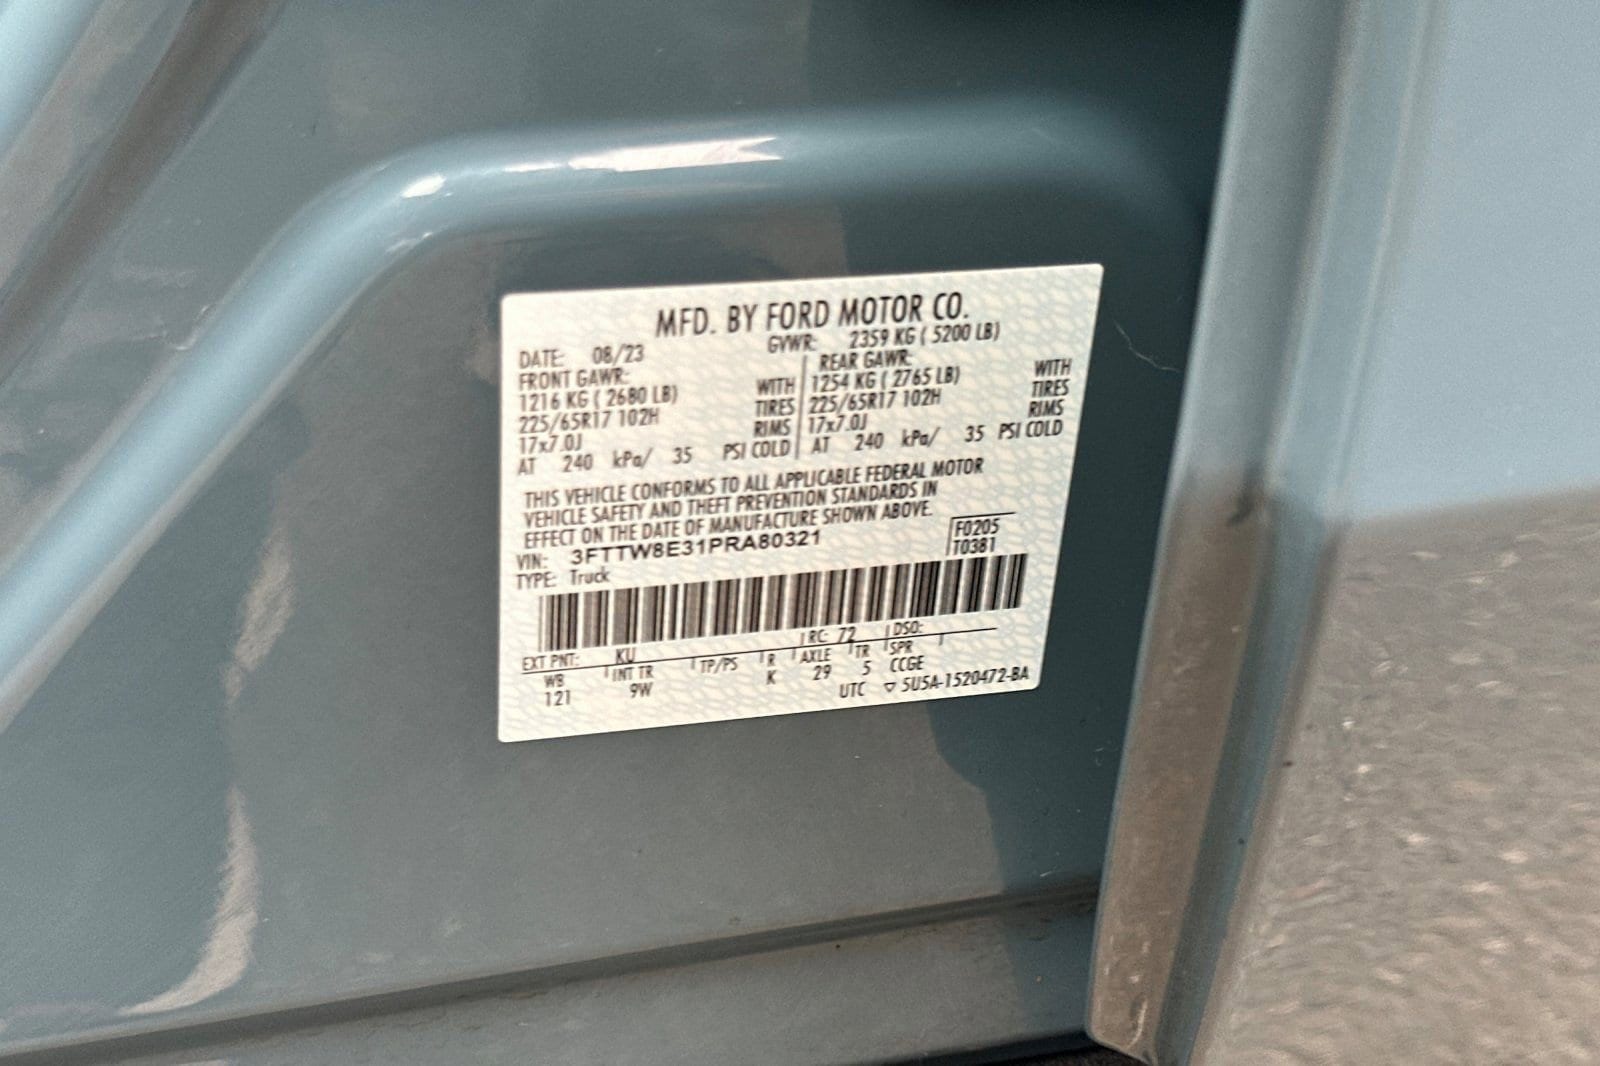 MFD. BY FORD MOTOR CO.
DATE: 08/23 GVWR: 2359 KG ( 5200 LB)
FRONT GAWR: REAR GAWR:
1216 KG ( 2680 LB) WITH 1254 KG ( 2765 LB) WITH
225/65R17 102H TIRES 225/65R17 102H TIRES
17x7.0J RIMS 17x7.0J RIMS
AT 240 kPa/ 35 PSI COLD AT 240 kPa/ 35 PSI COLD
THIS VEHICLE CONFORMS TO ALL APPLICABLE FEDERAL MOTOR
VEHICLE SAFETY AND THEFT PREVENTION STANDARDS IN
EFFECT ON THE DATE OF MANUFACTURE SHOWN ABOVE.
VIN: 3FTTW8E31PRA80321 F0205
TYPE: Truck T0381
EXT PNT: KU RC: 72 DSO:
WB INT TR TP/PS R AXLE TR SPR
121 9W K 29 5 CCGE
UTC ▽ 5U5A-1520472-BA